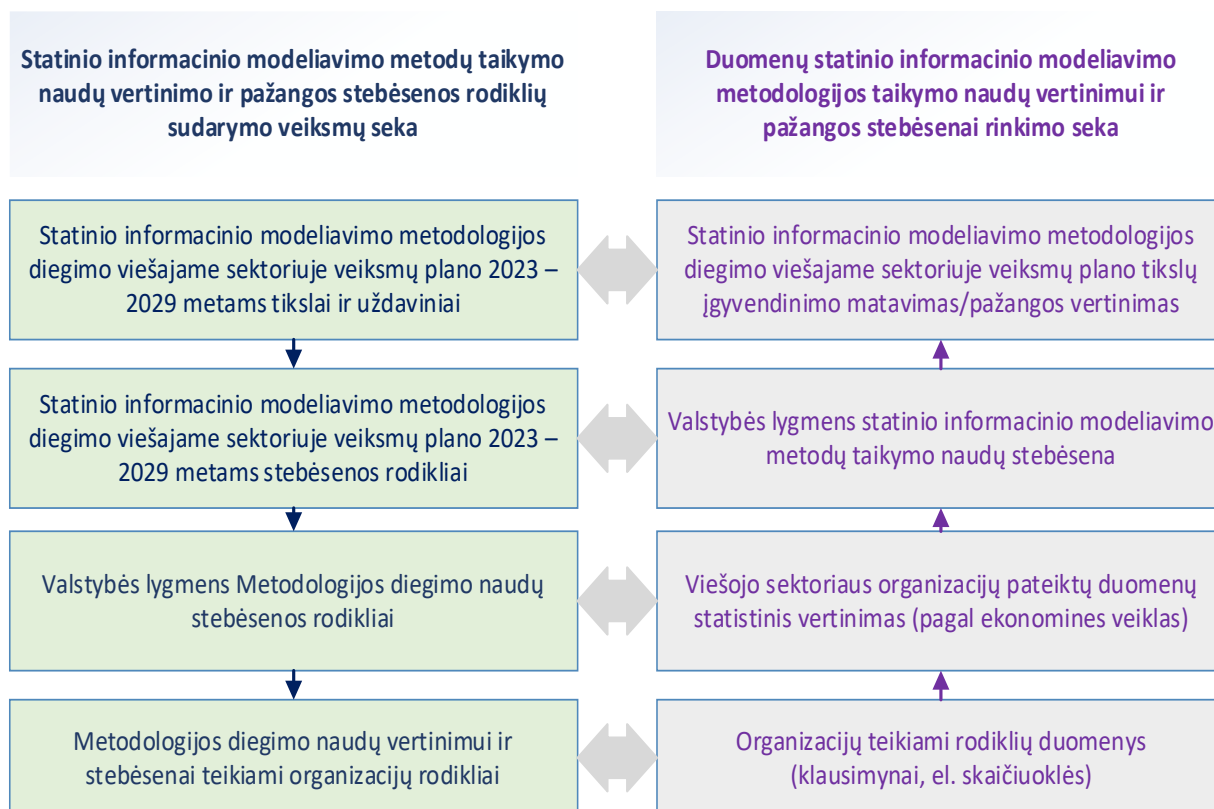 Statinio informacinio modeliavimo metodų taikymo
naudų vertinimo ir pažangos stebėsenos rodiklių
sudarymo veiksmų seka
Duomenų statinio informacinio modeliavimo
metodologijos taikymo naudų vertinimui ir
pažangos stebėsenai rinkimo seka
Statinio informacinio modeliavimo metodologijos
diegimo viešajame sektoriuje veiksmų plano 2023 –
2029 metams tikslai ir uždaviniai
Statinio informacinio modeliavimo metodologijos
diegimo viešajame sektoriuje veiksmų plano tikslų
įgyvendinimo matavimas/pažangos vertinimas
Statinio informacinio modeliavimo metodologijos
diegimo viešajame sektoriuje veiksmų plano 2023 –
2029 metams stebėsenos rodikliai
Valstybės lygmens statinio informacinio modeliavimo
metodų taikymo naudų stebėsena
Valstybės lygmens Metodologijos diegimo naudų
stebėsenos rodikliai
Viešojo sektoriaus organizacijų pateiktų duomenų
statistinis vertinimas (pagal ekonomines veiklas)
Metodologijos diegimo naudų vertinimui ir
stebėsenai teikiami organizacijų rodikliai
Organizacijų teikiami rodiklių duomenys
(klausimynai, el. skaičiuoklės)